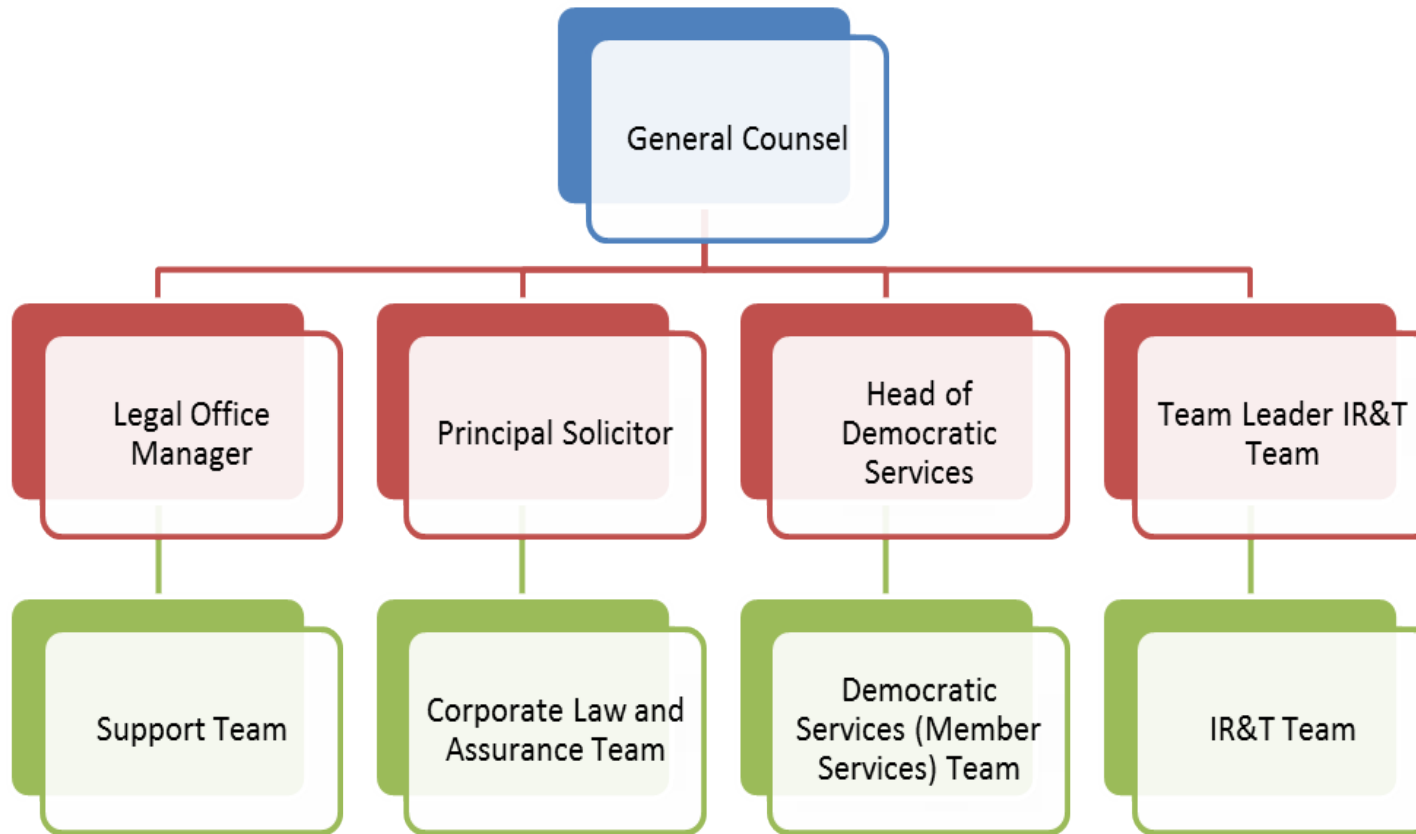 General Counsel
Legal Office
Manager
Principal Solicitor
Head of
Democratic
Services
Team Leader IR&T
Team
Support Team
Corporate Law and
Assurance Team
Democratic
Services (Member
Services) Team
IR&T Team